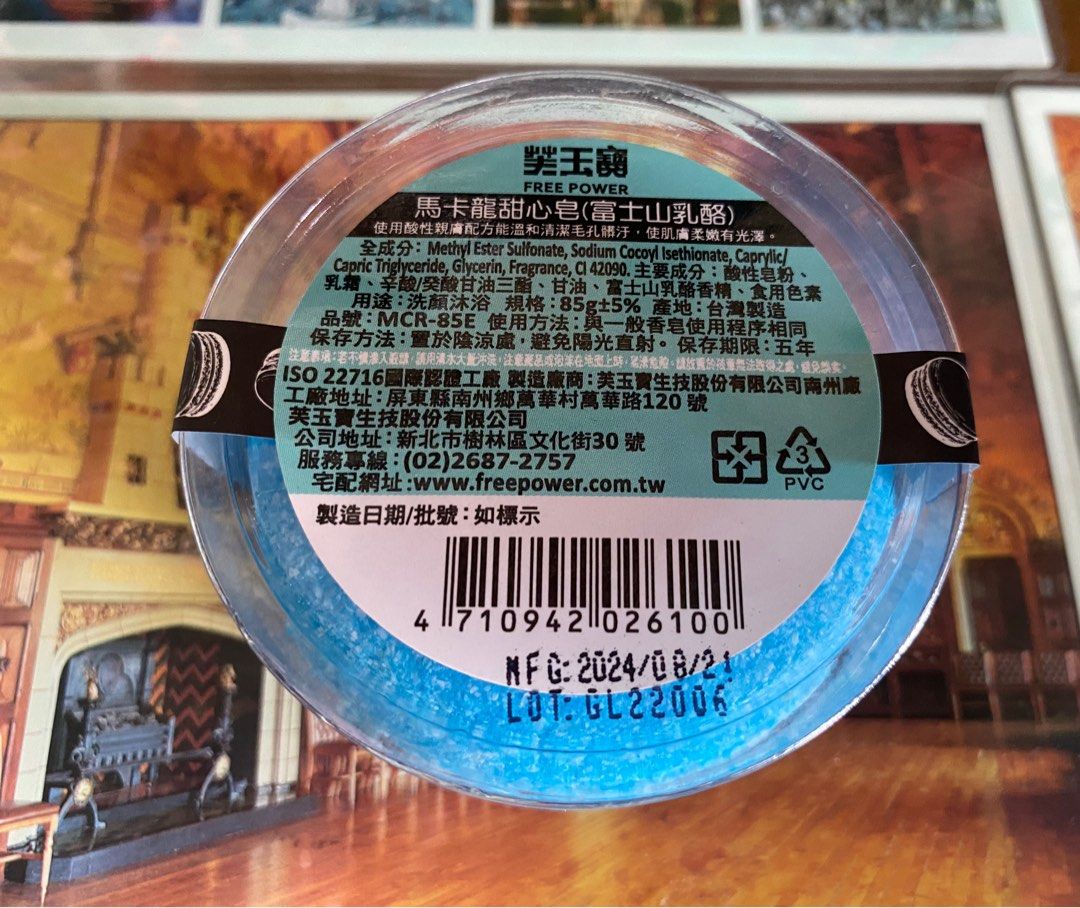 芙玉寶
FREE POWER
馬卡龍甜心皂(富士山乳酪)
使用酸性親膚配方能溫和清潔毛孔髒汙，使肌膚柔嫩有光澤。
全成分：Methyl Ester Sulfonate, Sodium Cocoyl Isethionate, Caprylic/
Capric Triglyceride, Glycerin, Fragrance, CI 42090. 主要成分：酸性皂粉、
乳霜、辛酸/癸酸甘油三酯、甘油、富士山乳酪香精、食用色素
用途：洗顏沐浴 規格：85g±5% 產地：台灣製造
品號：MCR-85E 使用方法：與一般香皂使用程序相同
保存方法：置於陰涼處，避免陽光直射。保存期限：五年
ISO 22716國際認證工廠 製造廠商：芙玉寶生技股份有限公司南州廠
工廠地址：屏東縣南州鄉萬華村萬華路120 號
芙玉寶生技股份有限公司
公司地址：新北市樹林區文化街30 號
服務專線：(02)2687-2757
宅配網址：www.freepower.com.tw
3
PVC
製造日期/批號：如標示
4 710942 026100
MFG: 2024/08/21
LOT: GL22006